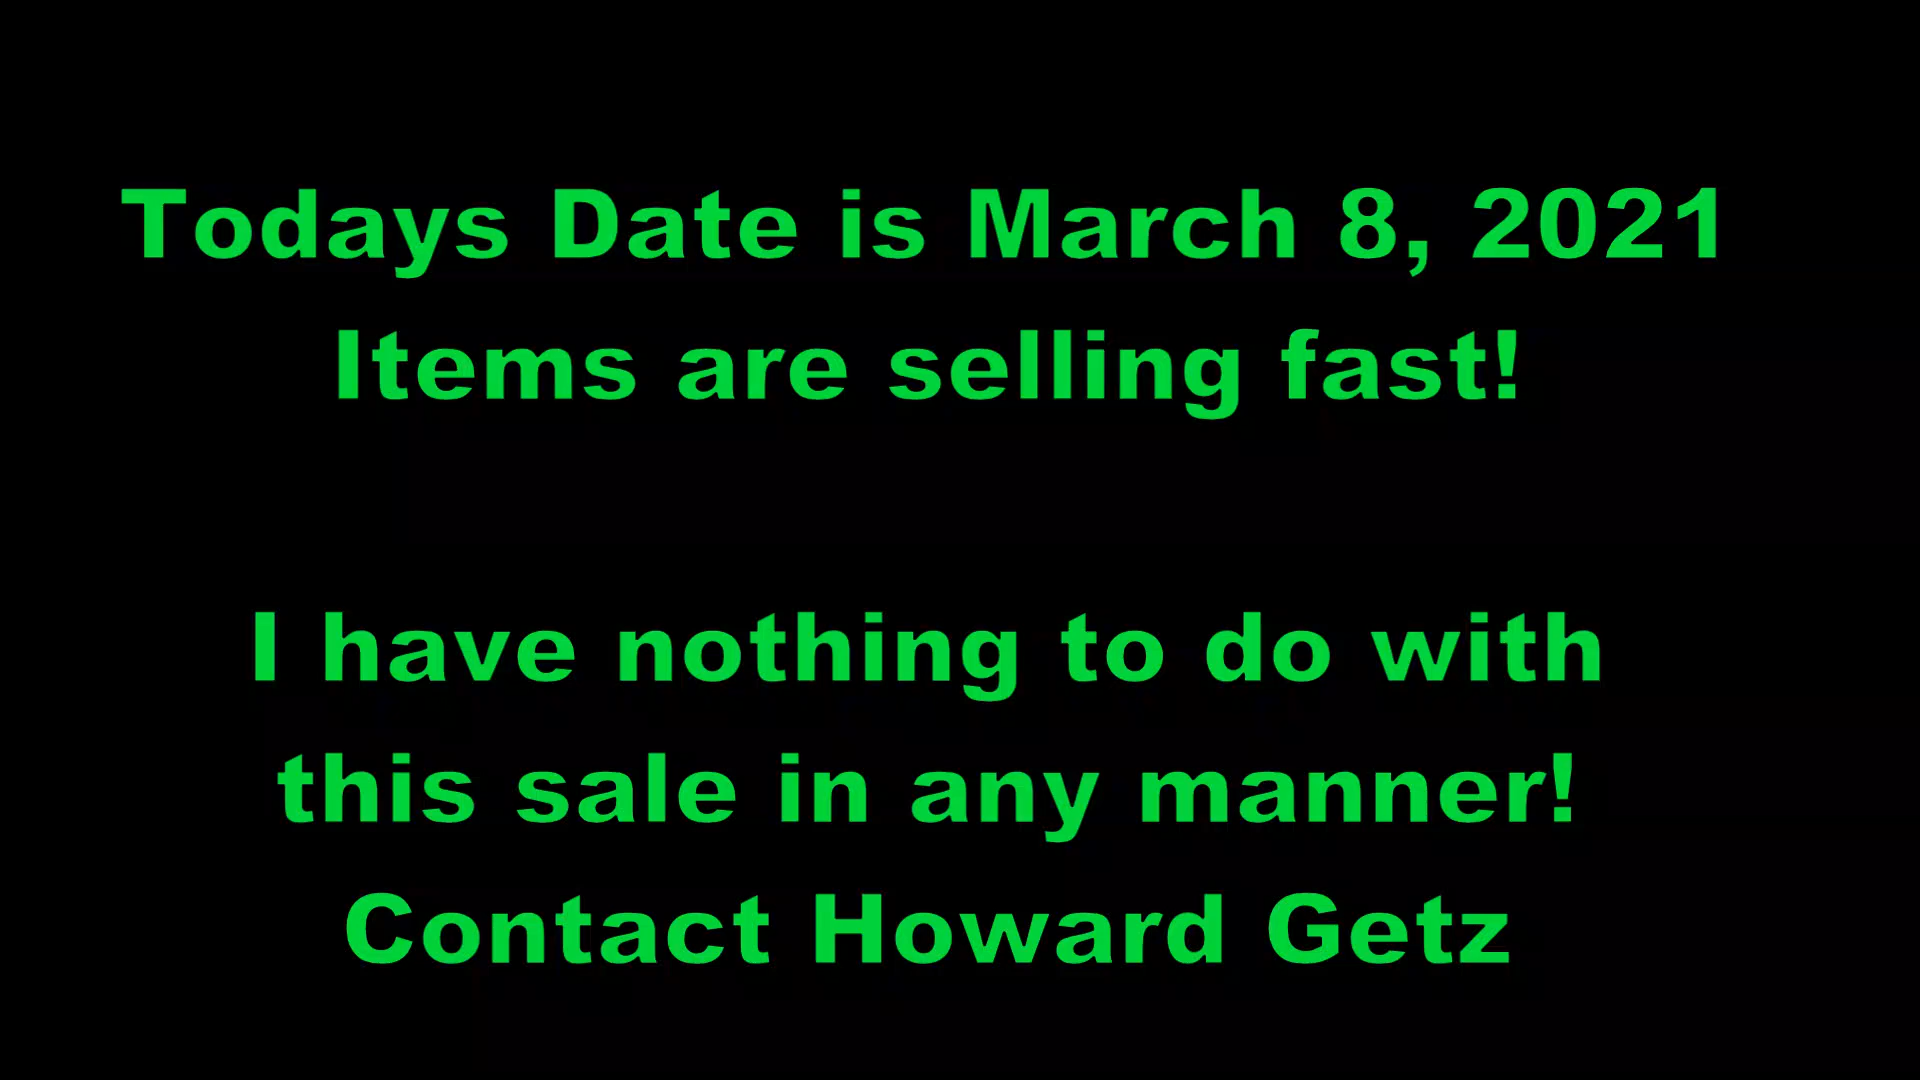 Todays Date is March 8, 2021
Items are selling fast!
I have nothing to do with
this sale in any manner!
Contact Howard Getz